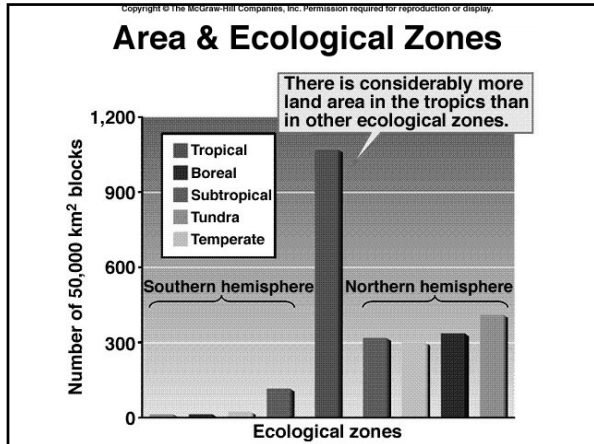 Copyright © The McGraw-Hill Companies, Inc. Permission required for reproduction or display.
Area & Ecological Zones
There is considerably more
land area in the tropics than
in other ecological zones.
Number of 50,000 km² blocks
1,200
900
600
300
0
Tropical
Boreal
Subtropical
Tundra
Temperate
Southern hemisphere
Northern hemisphere
Ecological zones